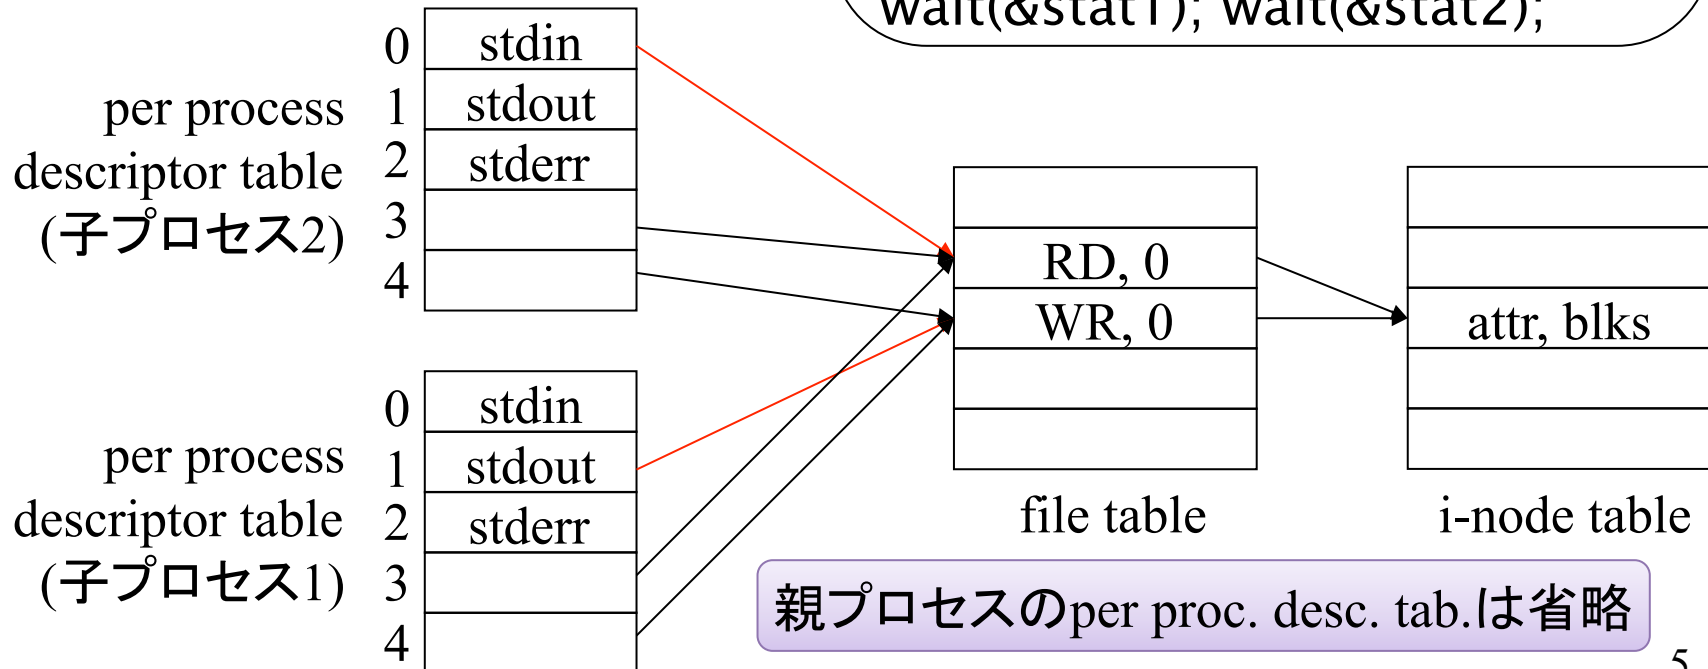 wait(&stat1); wait(&stat2);
per process
descriptor table
(子プロセス2)
0 stdin
1 stdout
2 stderr
3
4
per process
descriptor table
(子プロセス1)
0 stdin
1 stdout
2 stderr
3
4
RD, 0
WR, 0
file table
attr, blks
i-node table
親プロセスのper proc. desc. tab.は省略
5